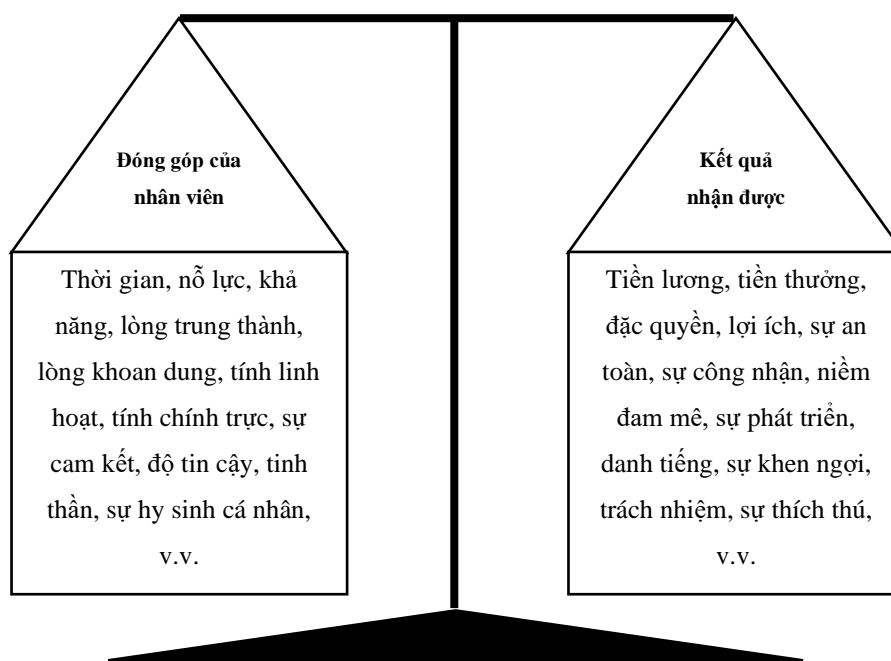 Đóng góp của
nhân viên
Thời gian, nỗ lực, khả
năng, lòng trung thành,
lòng khoan dung, tính linh
hoạt, tính chính trực, sự
cam kết, độ tin cậy, tinh
thần, sự hy sinh cá nhân,
v.v.
Kết quả
nhận được
Tiền lương, tiền thưởng,
đặc quyền, lợi ích, sự an
toàn, sự công nhận, niềm
đam mê, sự phát triển,
danh tiếng, sự khen ngợi,
trách nhiệm, sự thích thú,
v.v.